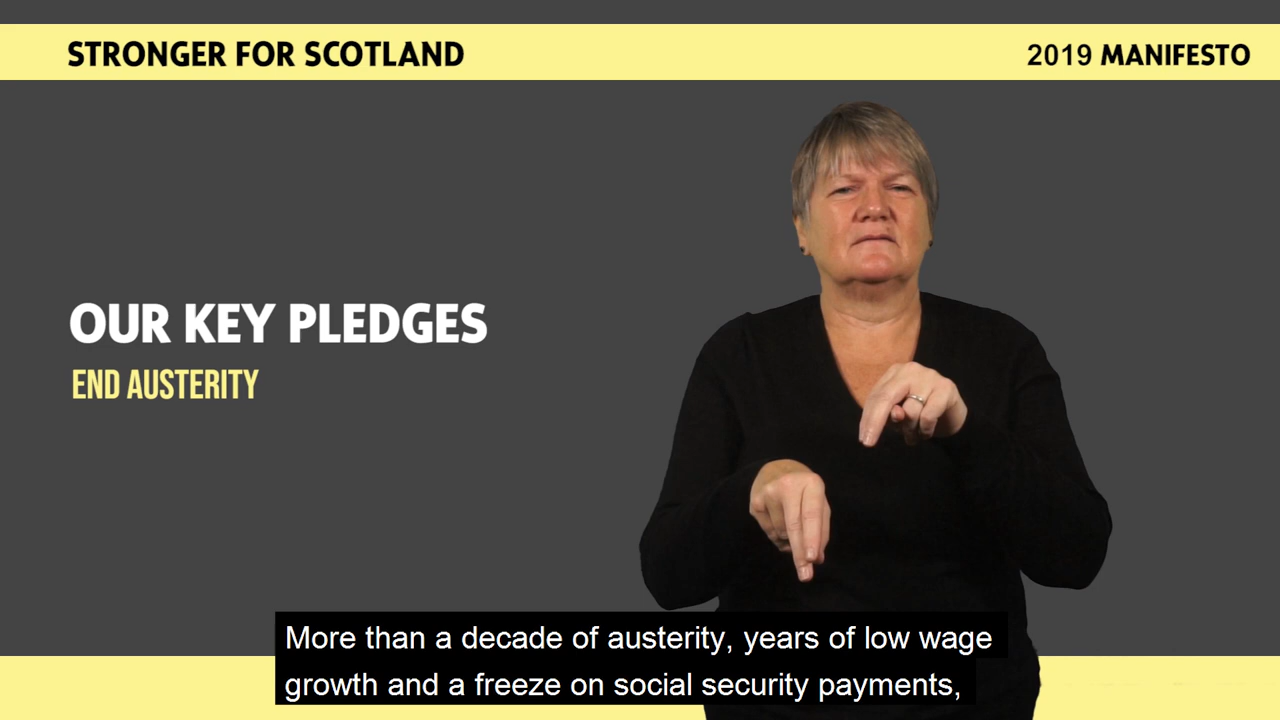 STRONGER FOR SCOTLAND
2019 MANIFESTO
OUR KEY PLEDGES
END AUSTERITY
More than a decade of austerity, years of low wage
growth and a freeze on social security payments,